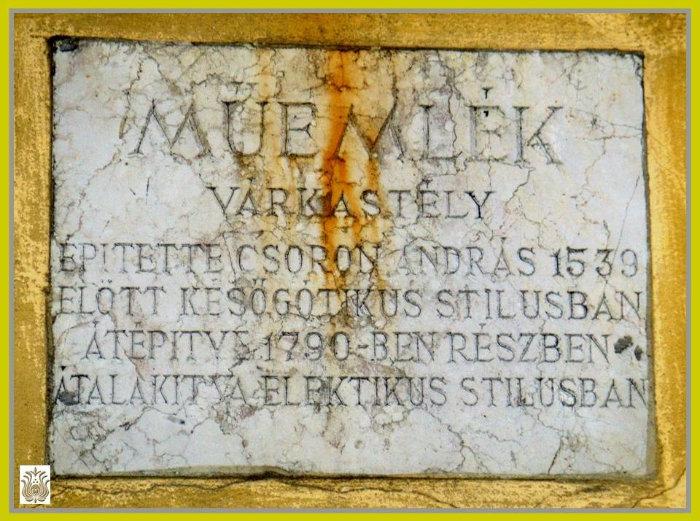 MŰEMLÉK
VÁRKASTÉLY
ÉPITETTE CSORON ANDRÁS 1539
ELŐTT KÉSŐGÓTIKUS STILUSBAN
ÁTÉPITVE 1790-BEN RÉSZBEN
ÁTALAKITVA ELEKTIKUS STILUSBAN